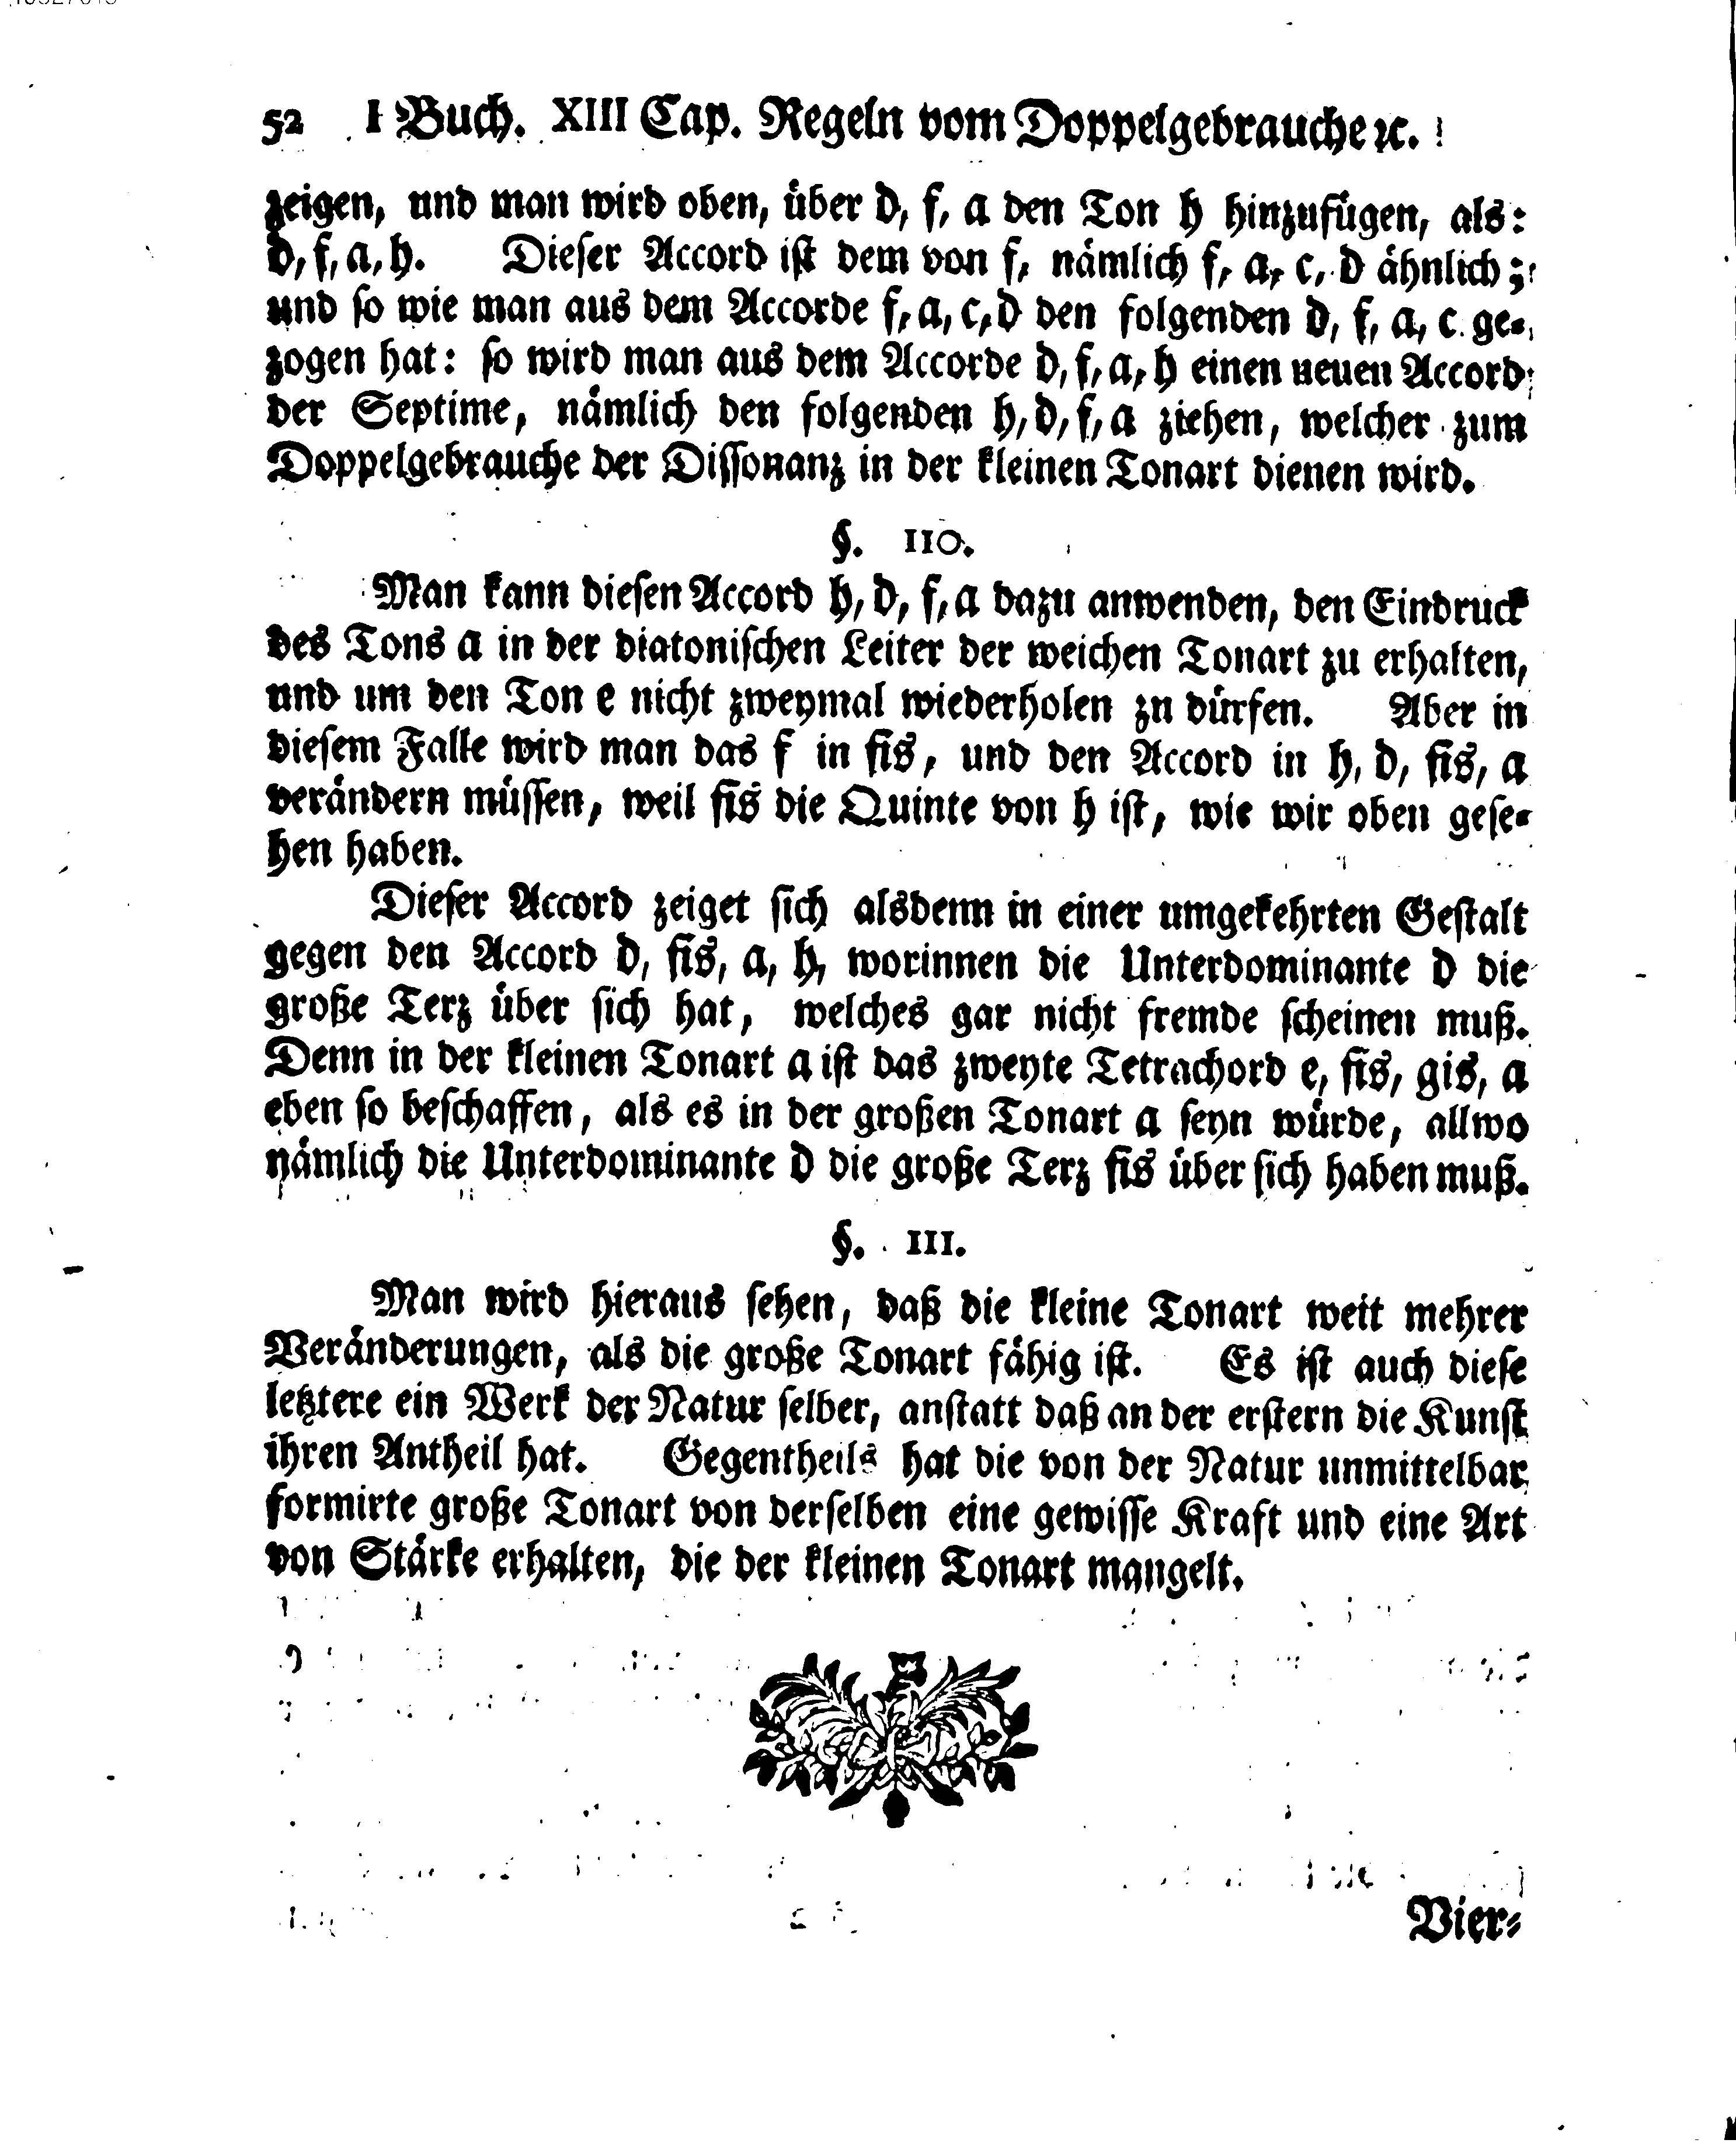 52 I Buch. XIII Cap. Regeln vom Doppelgebrauche ꝛc.
zeigen, und man wird oben, über d, f, a den Ton h hinzufügen, als:
d, f, a, h. Dieser Accord ist dem von f, nämlich f, a, c, d ähnlich;
und so wie man aus dem Accorde f, a, c, d den folgenden d, f, a, c ge-
zogen hat: so wird man aus dem Accorde d, f, a, h einen neuen Accord
der Septime, nämlich den folgenden h, d, f, a ziehen, welcher zum
Doppelgebrauche der Dissonanz in der kleinen Tonart dienen wird.
§. 110.
Man kann diesen Accord h, d, f, a dazu anwenden, den Eindruck
des Tons a in der diatonischen Leiter der weichen Tonart zu erhalten,
und um den Ton e nicht zweymal wiederholen zu dürfen. Aber in
diesem Falle wird man das f in fis, und den Accord in h, d, fis, a
verändern müssen, weil fis die Quinte von h ist, wie wir oben gese-
hen haben.
Dieser Accord zeiget sich alsdenn in einer umgekehrten Gestalt
gegen den Accord d, fis, a, h, worinnen die Unterdominante d die
große Terz über sich hat, welches gar nicht fremde scheinen muß.
Denn in der kleinen Tonart a ist das zweyte Tetrachord e, fis, gis, a
eben so beschaffen, als es in der großen Tonart a seyn würde, allwo
nämlich die Unterdominante d die große Terz fis über sich haben muß.
§. 111.
Man wird hieraus sehen, daß die kleine Tonart weit mehrer
Veränderungen, als die große Tonart fähig ist. Es ist auch diese
letztere ein Werk der Natur selber, anstatt daß an der erstern die Kunst
ihren Antheil hat. Gegentheils hat die von der Natur unmittelbar
formirte große Tonart von derselben eine gewisse Kraft und eine Art
von Stärke erhalten, die der kleinen Tonart mangelt.
Vier-